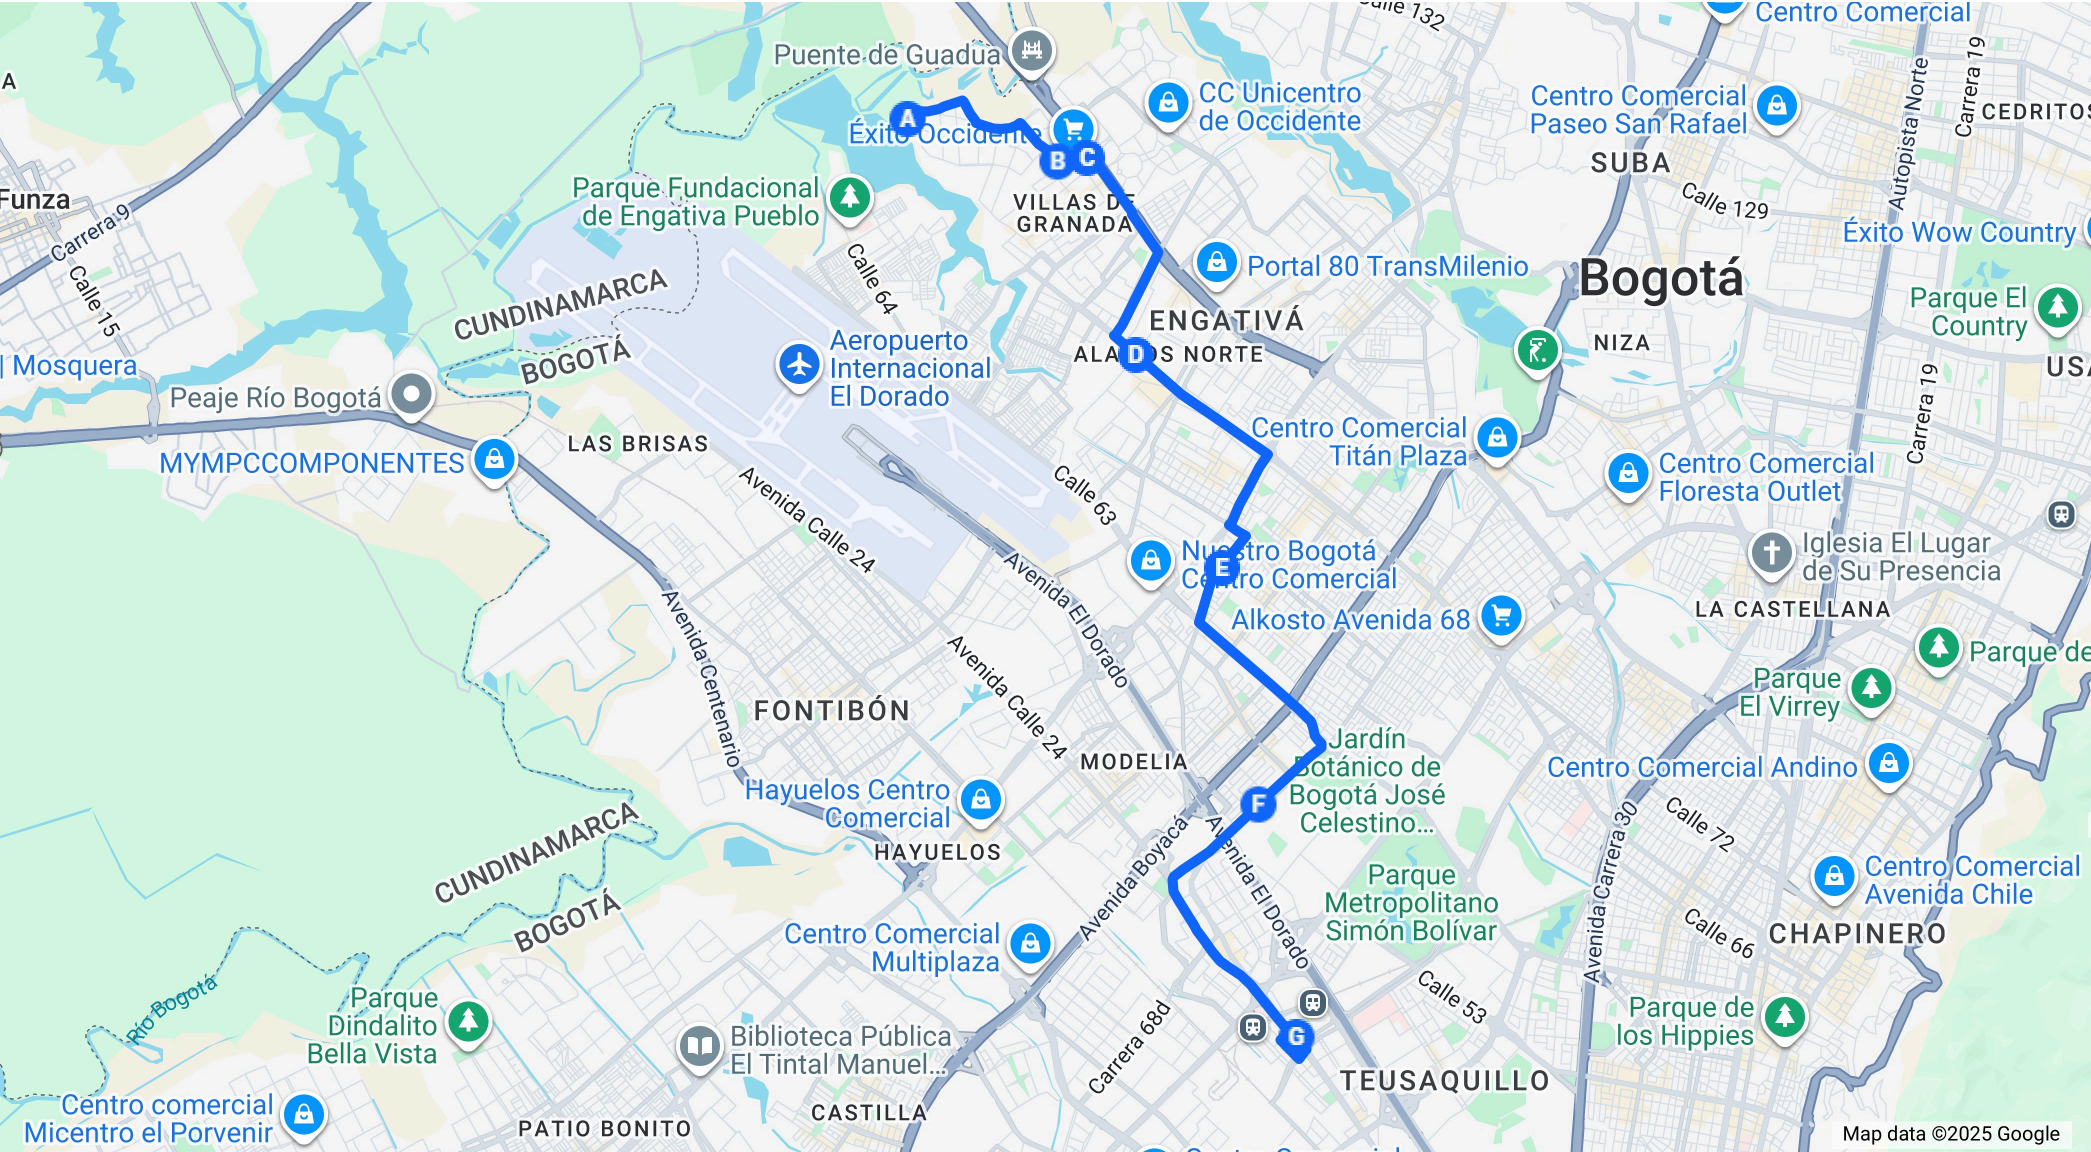 Calle 132
Centro Comercial
Puente de Guadua
A
CC Unicentro
de Occidente
Centro Comercial
Paseo San Rafael
Autopista Norte
Carrera 19
CEDRITOS
A
Éxito Occidente
B
C
SUBA
Parque Fundacional
de Engativa Pueblo
VILLAS DE
GRANADA
Calle 129
Funza
Carrera 9
Éxito Wow Country
Calle 64
Portal 80 TransMilenio
Bogotá
CUNDINAMARCA
BOGOTÁ
Calle 15
Parque El
Country
ENGATIVÁ
NIZA
Aeropuerto
Internacional
El Dorado
ALAMOS NORTE
D
| Mosquera
USA
Peaje Río Bogotá
Carrera 19
LAS BRISAS
Centro Comercial
Titán Plaza
MYMPCCOMPONENTES
Centro Comercial
Floresta Outlet
Avenida Calle 24
Calle 63
Nuestro Bogotá
Centro Comercial
E
Iglesia El Lugar
de Su Presencia
Avenida El Dorado
LA CASTELLANA
Alkosto Avenida 68
Avenida Centenario
Avenida Calle 24
Parque de
Parque
El Virrey
FONTIBÓN
MODELIA
Jardín
Botánico de
Bogotá José
Celestino...
Centro Comercial Andino
Hayuelos Centro
Comercial
F
Calle 72
HAYUELOS
CUNDINAMARCA
BOGOTÁ
Avenida Boyacá
Avenida El Dorado
Avenida Carrera 30
Parque
Metropolitano
Simón Bolívar
Centro Comercial
Avenida Chile
Calle 66
CHAPINERO
Centro Comercial
Multiplaza
Río Bogotá
Calle 53
Parque
Dindalito
Bella Vista
Carrera 68d
G
Parque de
los Hippies
Biblioteca Pública
El Tintal Manuel...
TEUSAQUILLO
Centro comercial
Micentro el Porvenir
CASTILLA
PATIO BONITO
Centro Comercial
Map data ©2025 Google